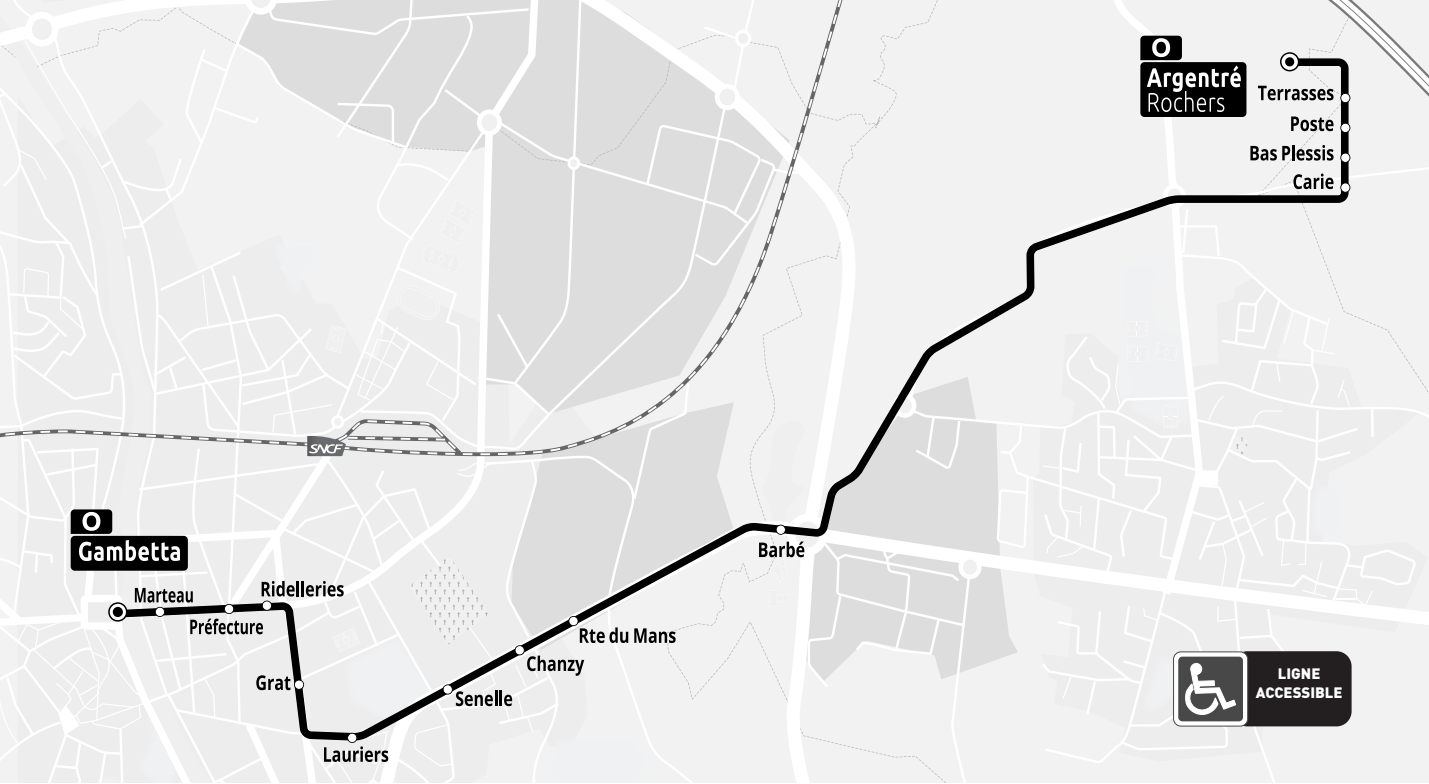 O
Argentré
Rochers
Terrasses
Poste
Bas Plessis
Carie
SNCF
O
Gambetta
Barbé
Marteau
Ridelleries
Préfecture
Rte du Mans
Chanzy
Grat
Senelle
Lauriers
LIGNE
ACCESSIBLE